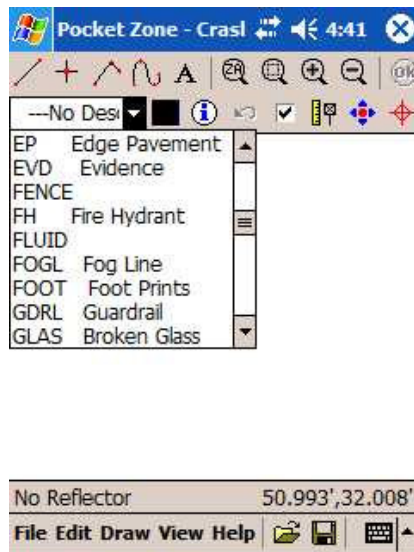 Pocket Zone - Crasl 4:41
A ZA ok
---No Des
EP Edge Pavement
EVD Evidence
FENCE
FH Fire Hydrant
FLUID
FOGL Fog Line
FOOT Foot Prints
GDRL Guardrail
GLAS Broken Glass
No Reflector 50.993',32.008'
File Edit Draw View Help